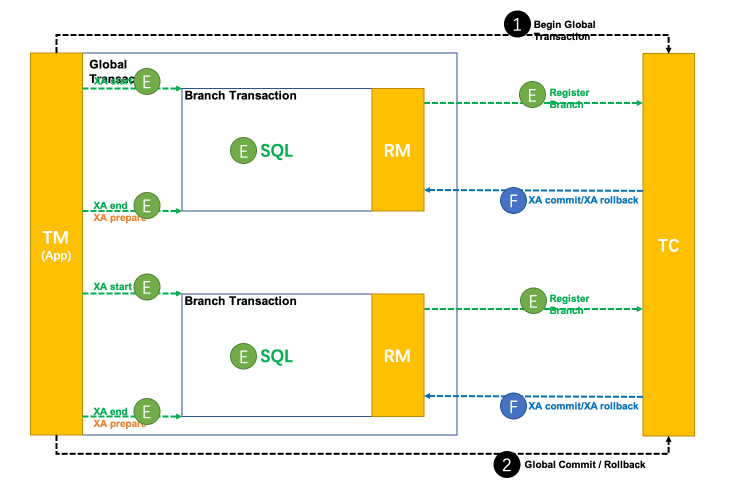 1
Begin Global
Transaction
Global
Transac
XA start
E
Branch Transaction
E
Register
Branch
E SQL
RM
XA end
E
XA prepare
F
XA commit/XA rollback
TM
(App)
TC
XA start
E
Branch Transaction
E
Register
Branch
E SQL
RM
XA end
E
XA prepare
F
XA commit/XA rollback
2
Global Commit / Rollback